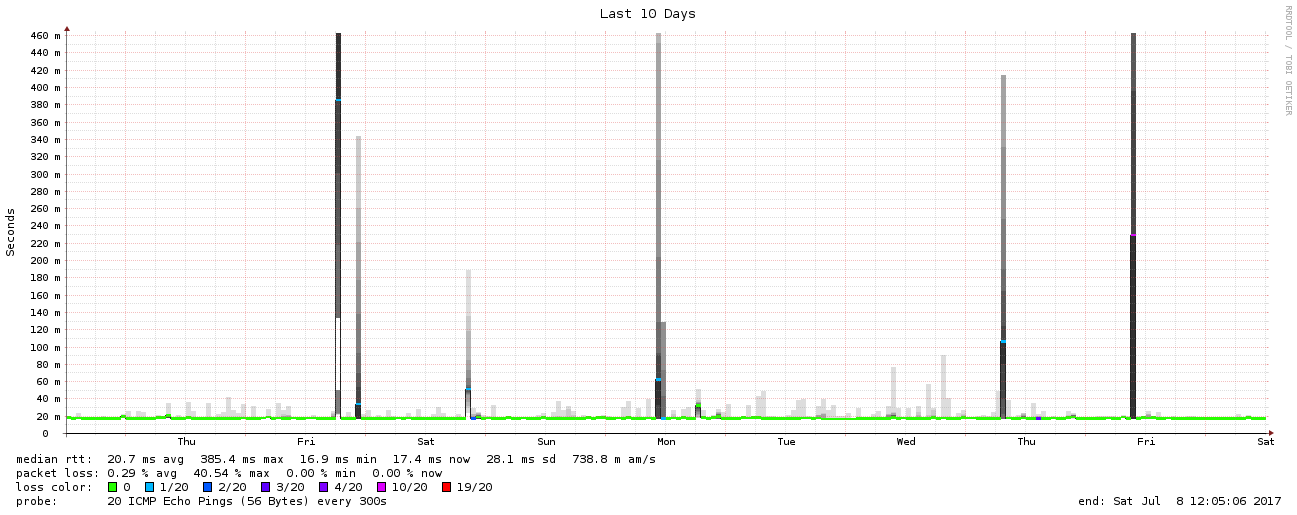 Last 10 Days
RRDTOOL / TOBI OETIKER
Seconds
460 m
440 m
420 m
400 m
380 m
360 m
340 m
320 m
300 m
280 m
260 m
240 m
220 m
200 m
180 m
160 m
140 m
120 m
100 m
80 m
60 m
40 m
20 m
0
Thu Fri Sat Sun Mon Tue Wed Thu Fri Sat
median rtt: 20.7 ms avg 385.4 ms max 16.9 ms min 17.4 ms now 28.1 ms sd 738.8 m am/s
packet loss: 0.29 % avg 40.54 % max 0.00 % min 0.00 % now
loss color: 0 1/20 2/20 3/20 4/20 10/20 19/20
probe: 20 ICMP Echo Pings (56 Bytes) every 300s end: Sat Jul 8 12:05:06 2017